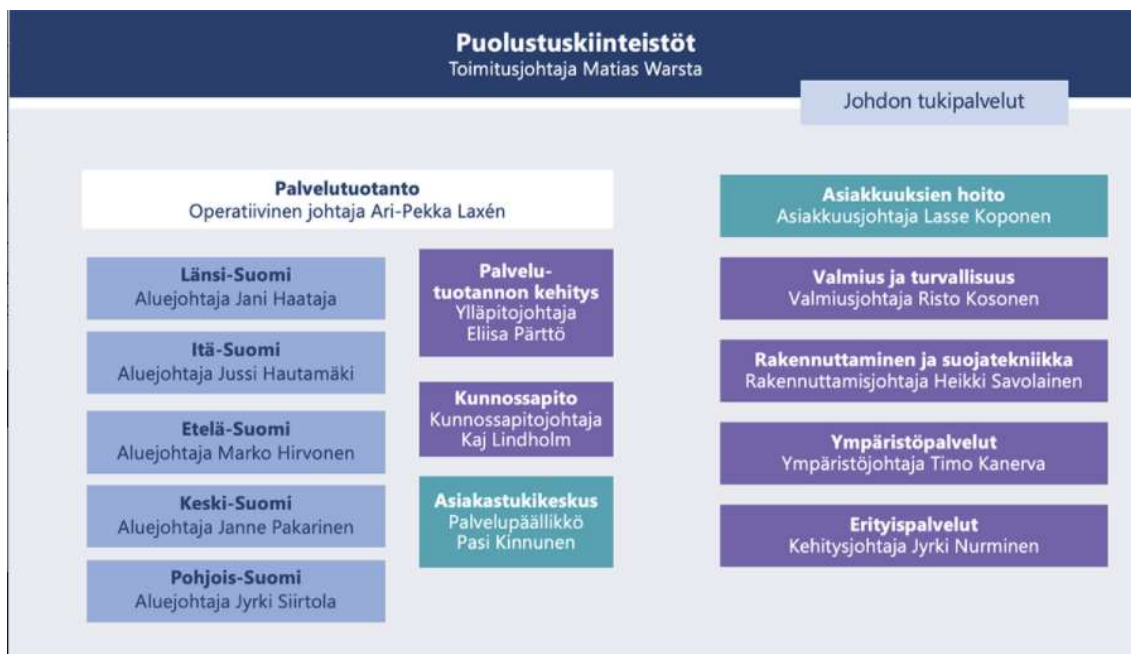 Puolustuskiinteistöt
Toimitusjohtaja Matias Warsta
Johdon tukipalvelut
Palvelutuotanto
Operatiivinen johtaja Ari-Pekka Laxén
Länsi-Suomi
Aluejohtaja Jani Haataja
Itä-Suomi
Aluejohtaja Jussi Hautamäki
Etelä-Suomi
Aluejohtaja Marko Hirvonen
Keski-Suomi
Aluejohtaja Janne Pakarinen
Pohjois-Suomi
Aluejohtaja Jyrki Siirtola
Palvelu-
tuotannon kehitys
Ylläpitojohtaja
Eliisa Pärttö
Kunnossapito
Kunnossapitojohtaja
Kaj Lindholm
Asiakastukikeskus
Palvelupäällikkö
Pasi Kinnunen
Asiakkuuksien hoito
Asiakkuusjohtaja Lasse Koponen
Valmius ja turvallisuus
Valmiusjohtaja Risto Kosonen
Rakennuttaminen ja suojatekniikka
Rakennuttamisjohtaja Heikki Savolainen
Ympäristöpalvelut
Ympäristöjohtaja Timo Kanerva
Erityispalvelut
Kehitysjohtaja Jyrki Nurminen